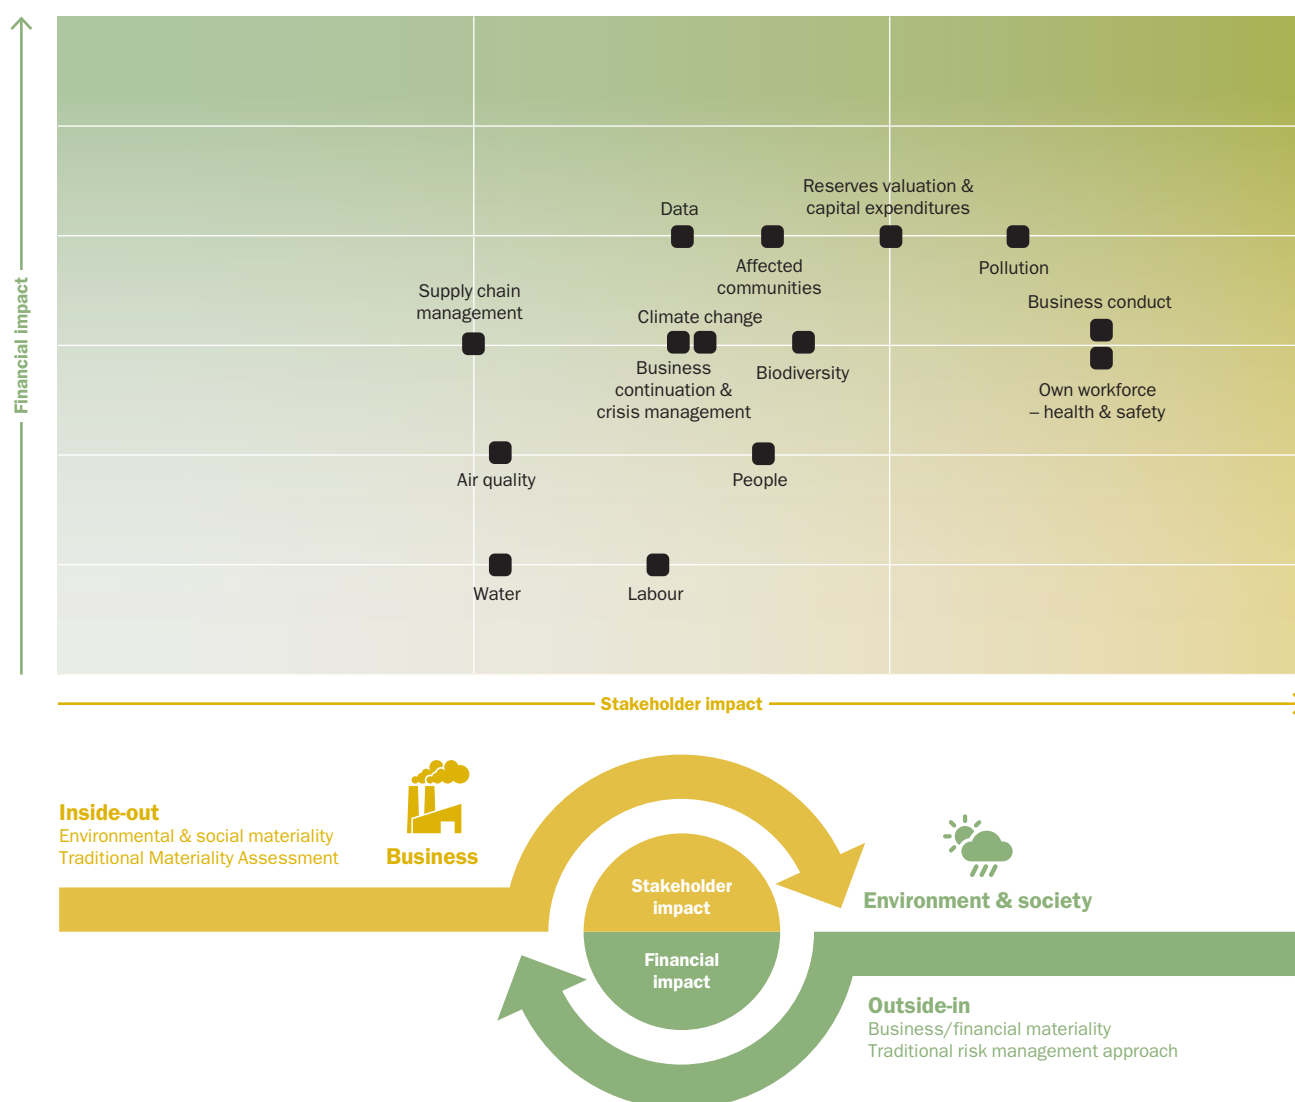 Financial impact
Reserves valuation &
capital expenditures
Data
Affected
communities
Pollution
Supply chain
management
Climate change
Business conduct
Business
continuation &
crisis management
Biodiversity
Own workforce
– health & safety
Air quality
People
Water
Labour
Stakeholder impact
Inside-out
Environmental & social materiality
Traditional Materiality Assessment
Business
Stakeholder
impact
Financial
impact
Environment & society
Outside-in
Business/financial materiality
Traditional risk management approach